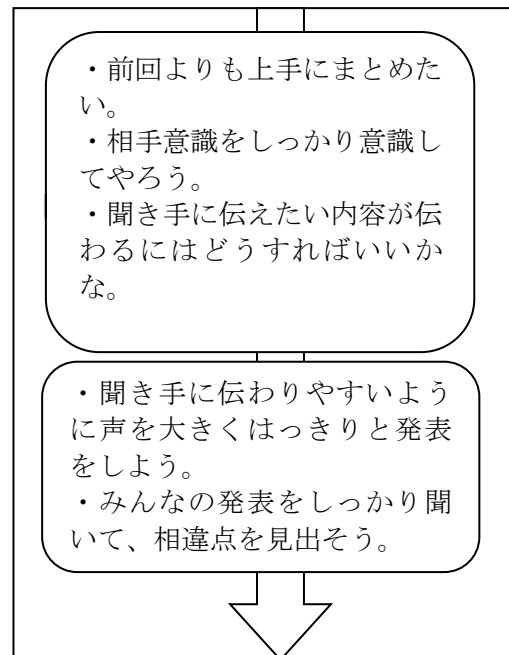 ・前回よりも上手にまとめた
い。
・相手意識をしっかり意識し
てやろう。
・聞き手に伝えたい内容が伝
わるにはどうすればいいか
な。
・聞き手に伝わりやすいよう
に声を大きくはっきりと発表
をしよう。
・みんなの発表をしっかり聞
いて、相違点を見出そう。